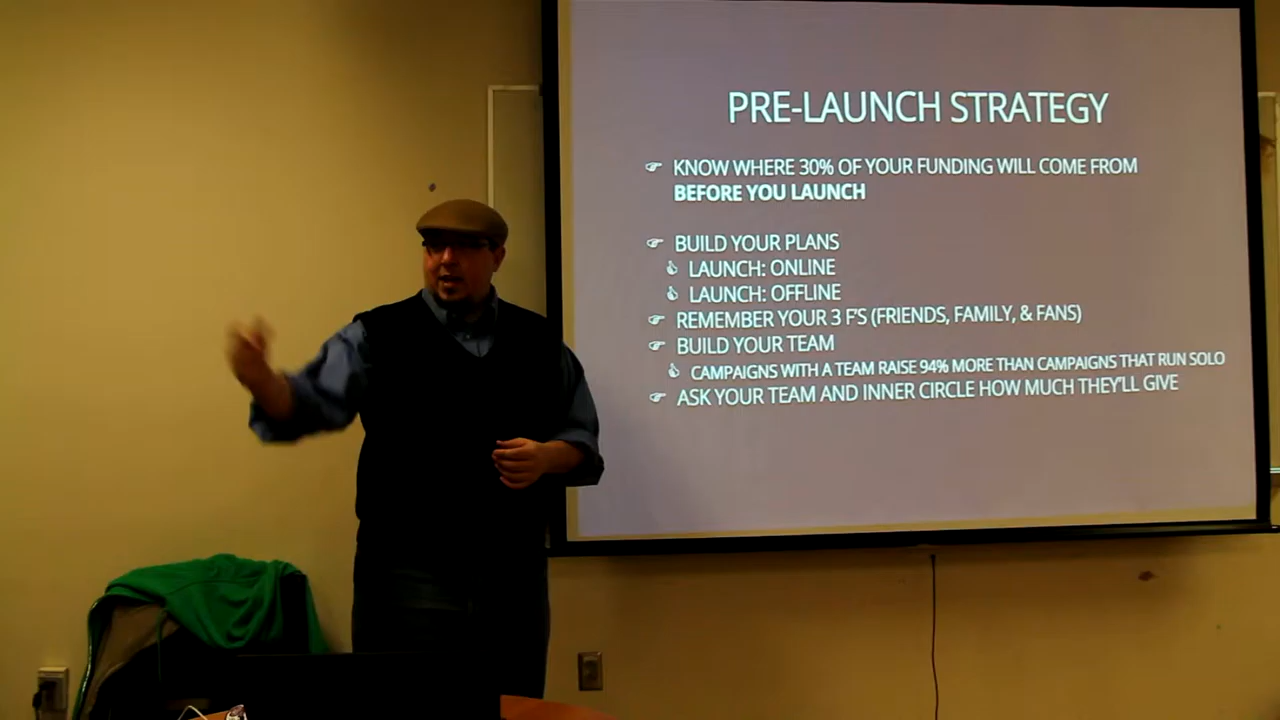 PRE-LAUNCH STRATEGY
KNOW WHERE 30% OF YOUR FUNDING WILL COME FROM
BEFORE YOU LAUNCH
BUILD YOUR PLANS
LAUNCH: ONLINE
LAUNCH: OFFLINE
REMEMBER YOUR 3 F'S (FRIENDS, FAMILY, & FANS)
BUILD YOUR TEAM
CAMPAIGNS WITH A TEAM RAISE 94% MORE THAN CAMPAIGNS THAT RUN SOLO
ASK YOUR TEAM AND INNER CIRCLE HOW MUCH THEY'LL GIVE